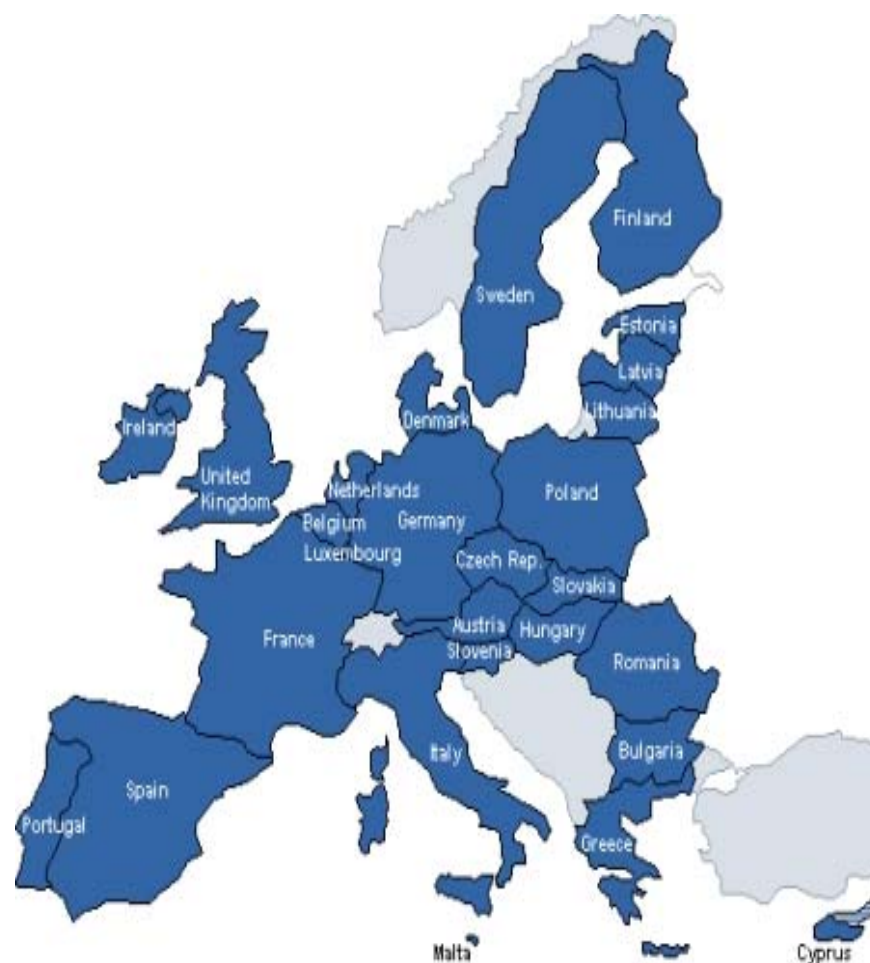 Finland
Sweden
Estonia
Latvia
Lithuania
Denmark
Ireland
United
Kingdom
Netherlands
Poland
Belgium
Germany
Luxembourg
Czech Rep.
Slovakia
Austria
Hungary
France
Slovenia
Romania
Italy
Bulgaria
Spain
Portugal
Greece
Malta
Cyprus